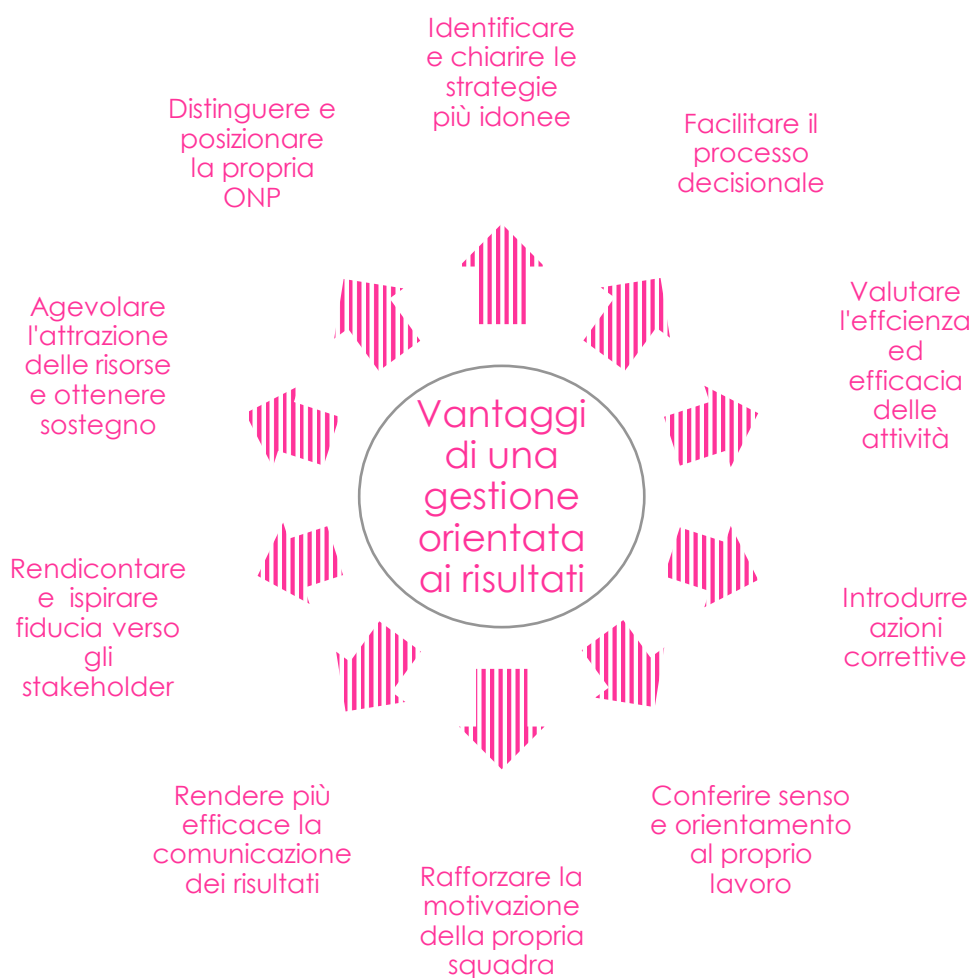 Identificare
e chiarire le
strategie
più idonee
Facilitare il
processo
decisionale
Valutare
l'effcienza
ed
efficacia
delle
attività
Introdurre
azioni
correttive
Conferire senso
e orientamento
al proprio
lavoro
Rafforzare la
motivazione
della propria
squadra
Rendere più
efficace la
comunicazione
dei risultati
Rendicontare
e ispirare
fiducia verso
gli
stakeholder
Agevolare
l'attrazione
delle risorse
e ottenere
sostegno
Distinguere e
posizionare
la propria
ONP
Vantaggi
di una
gestione
orientata
ai risultati